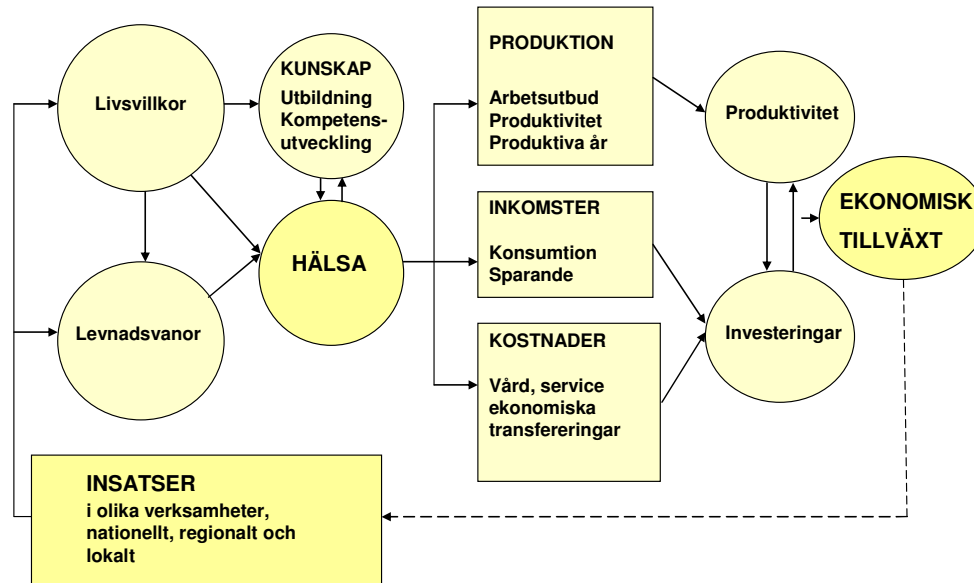 Livsvillkor
KUNSKAP
Utbildning
Kompetens-
utveckling
Levnadsvanor
HÄLSA
PRODUKTION
Arbetsutbud
Produktivitet
Produktiva år
INKOMSTER
Konsumtion
Sparande
KOSTNADER
Vård, service
ekonomiska
transfereringar
Produktivitet
Investeringar
EKONOMISK
TILLVÄXT
INSATSER
i olika verksamheter,
nationellt, regionalt och
lokalt